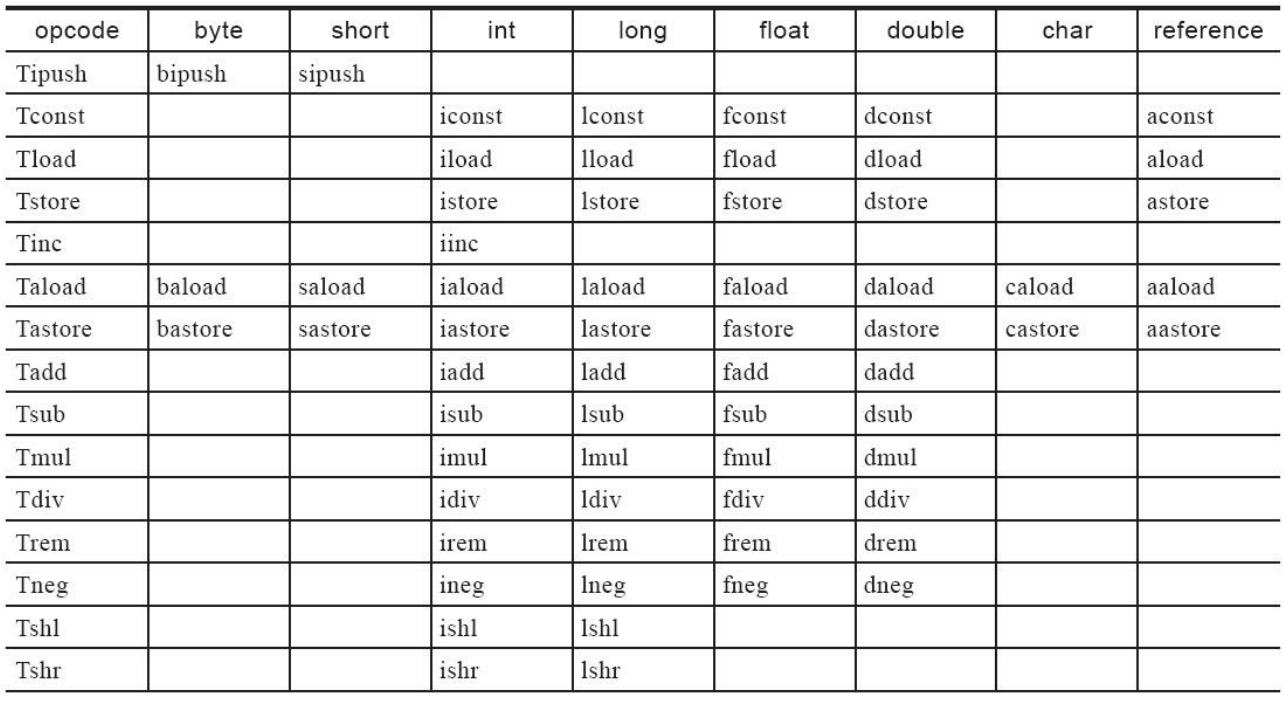 opcode byte short int long float double char reference
Tipush bipush sipush
Tconst iconst lconst fconst dconst aconst
Tload iload lload fload dload aload
Tstore istore lstore fstore dstore astore
Tinc iinc
Taload baload saload iaload laload faload daload caload aaload
Tastore bastore sastore iastore lastore fastore dastore castore aastore
Tadd iadd ladd fadd dadd
Tsub isub lsub fsub dsub
Tmul imul lmul fmul dmul
Tdiv idiv ldiv fdiv ddiv
Trem irem lrem frem drem
Tneg ineg lneg fneg dneg
Tshl ishl lshl
Tshr ishr lshr